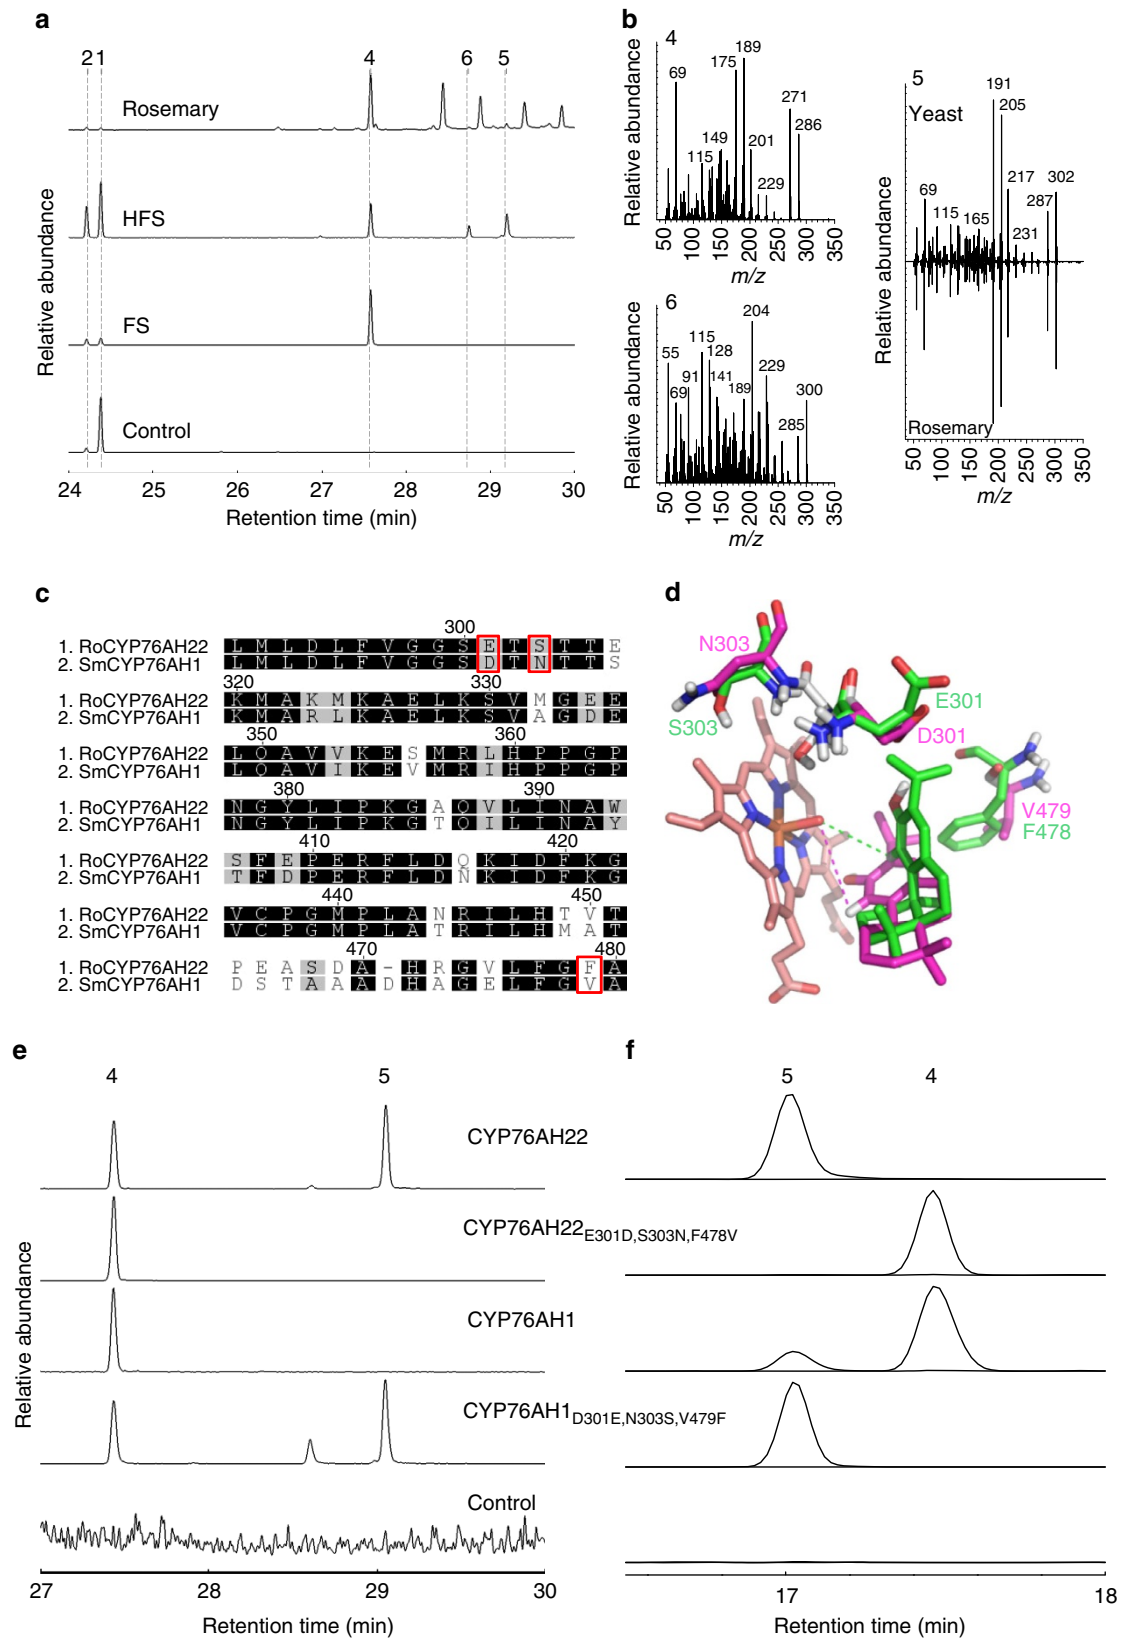 a
2 1 4 6 5
Rosemary
HFS
FS
Control
Relative abundance
24 25 26 27 28 29 30
Retention time (min)
b
4
189
175
69
271
286
149
201
115
229
Relative abundance
50 100 150 200 250 300 350
m/z
6
204
115
55
128
91
141
229
69
189
300
285
Relative abundance
50 100 150 200 250 300 350
m/z
5
191
Yeast
205
217
302
69
287
115
165
231
Relative abundance
Rosemary
50 100 150 200 250 300 350
m/z
c
300
1. RoCYP76AH22 L M L D L F V G G S E T S T T E
2. SmCYP76AH1 L M L D L F V G G S D T N T T S
320 330
1. RoCYP76AH22 K M A K M K A E L K S V M G E E
2. SmCYP76AH1 K M A R L K A E L K S V A G D E
350 360
1. RoCYP76AH22 L Q A V V K E S M R L H P P G P
2. SmCYP76AH1 L Q A V I K E V M R I H P P G P
380 390
1. RoCYP76AH22 N G Y L I P K G A Q V L I N A W
2. SmCYP76AH1 N G Y L I P K G T Q I L I N A Y
410 420
1. RoCYP76AH22 S F E P E R F L D Q K I D F K G
2. SmCYP76AH1 T F D P E R F L D N K I D F K G
440 450
1. RoCYP76AH22 V C P G M P L A N R I L H T V T
2. SmCYP76AH1 V C P G M P L A T R I L H M A T
470 480
1. RoCYP76AH22 P E A S D A - H R G V L F G F A
2. SmCYP76AH1 D S T A A A D H A G E L F G V A
d
N303
S303
E301
D301
V479
F478
e
4 5
CYP76AH22
CYP76AH22E301D,S303N,F478V
CYP76AH1
CYP76AH1D301E,N303S,V479F
Control
Relative abundance
27 28 29 30
Retention time (min)
f
5 4
17 18
Retention time (min)